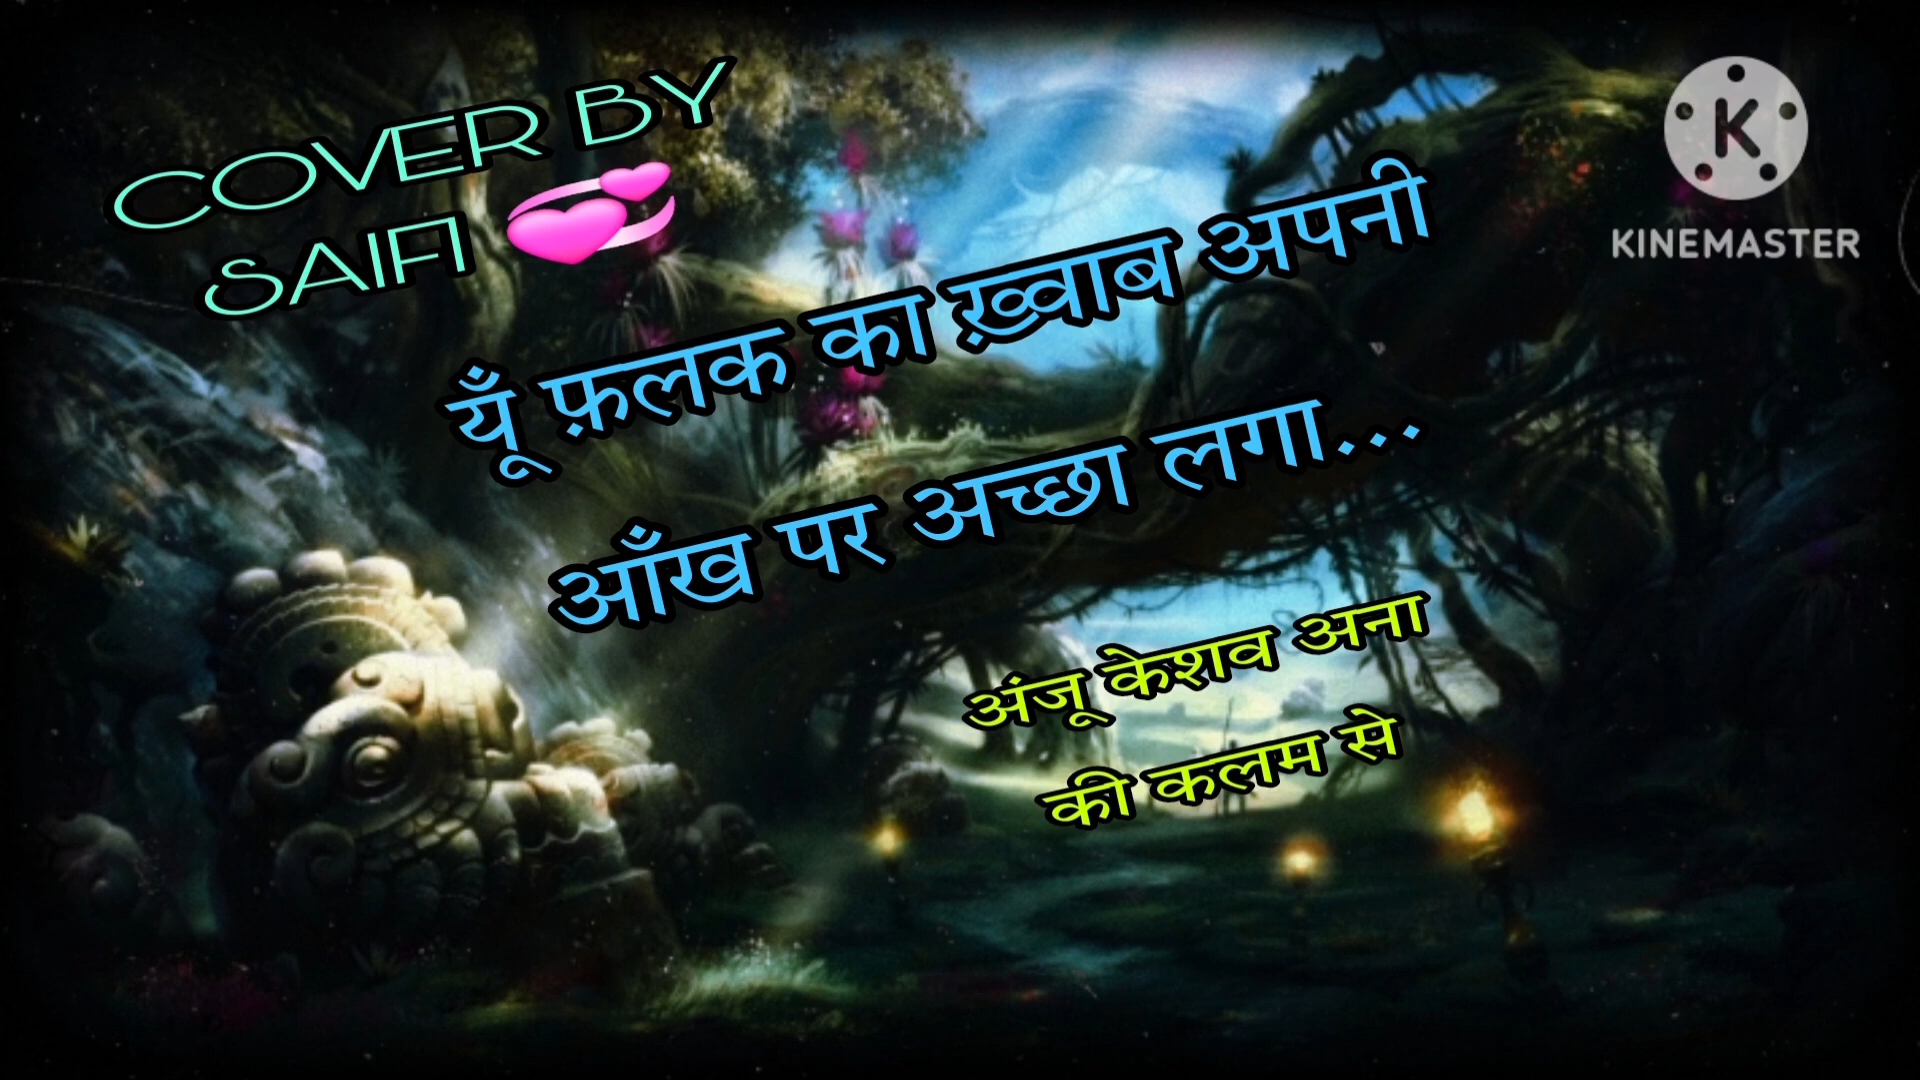 COVER BY
SAIFI 💞
KINEMASTER
यूँ फ़लक का ख़्वाब अपनी
आँख पर अच्छा लगा...
अंजू केशव अना
की कलम से